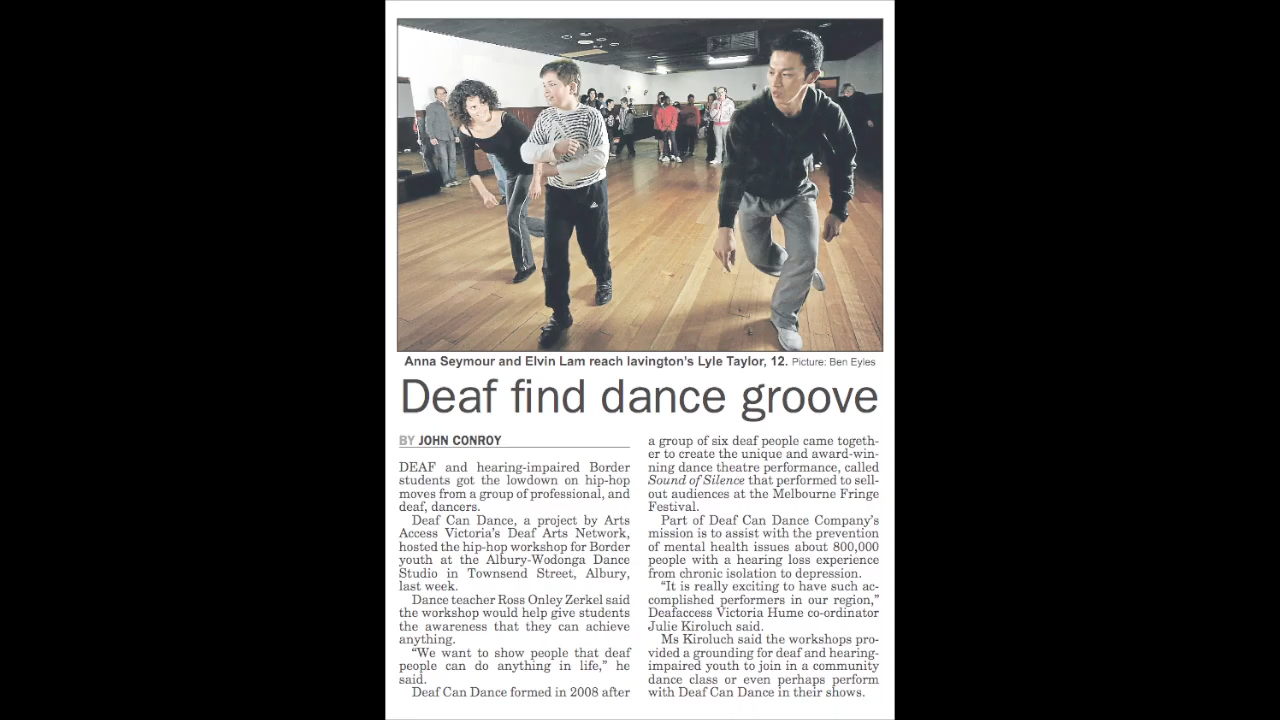 Anna Seymour and Elvin Lam reach lavington's Lyle Taylor, 12. Picture: Ben Eyles
Deaf find dance groove
BY JOHN CONROY
DEAF and hearing-impaired Border
students got the lowdown on hip-hop
moves from a group of professional, and
deaf, dancers.
Deaf Can Dance, a project by Arts
Access Victoria's Deaf Arts Network,
hosted the hip-hop workshop for Border
youth at the Albury-Wodonga Dance
Studio in Townsend Street, Albury,
last week.
Dance teacher Ross Onley Zerkel said
the workshop would help give students
the awareness that they can achieve
anything.
"We want to show people that deaf
people can do anything in life," he
said.
Deaf Can Dance formed in 2008 after
a group of six deaf people came togeth-
er to create the unique and award-win-
ning dance theatre performance, called
Sound of Silence that performed to sell-
out audiences at the Melbourne Fringe
Festival.
Part of Deaf Can Dance Company's
mission is to assist with the prevention
of mental health issues about 800,000
people with a hearing loss experience
from chronic isolation to depression.
"It is really exciting to have such ac-
complished performers in our region,"
Deafaccess Victoria Hume co-ordinator
Julie Kiroluch said.
Ms Kiroluch said the workshops pro-
vided a grounding for deaf and hearing-
impaired youth to join in a community
dance class or even perhaps perform
with Deaf Can Dance in their shows.